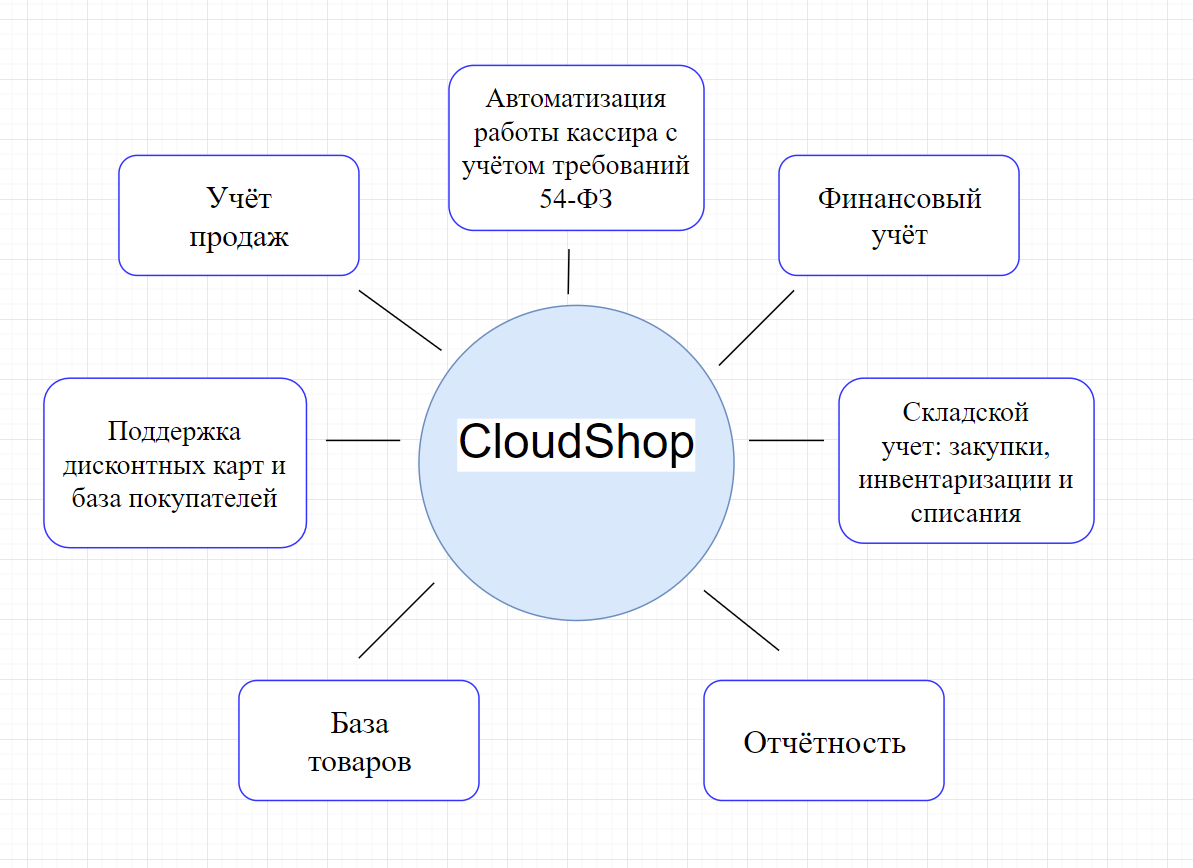 Автоматизация
работы кассира с
учётом требований
54-ФЗ
Учёт
продаж
Финансовый
учёт
Поддержка
дисконтных карт и
база покупателей
CloudShop
Складской
учет: закупки,
инвентаризации и
списания
База
товаров
Отчётность